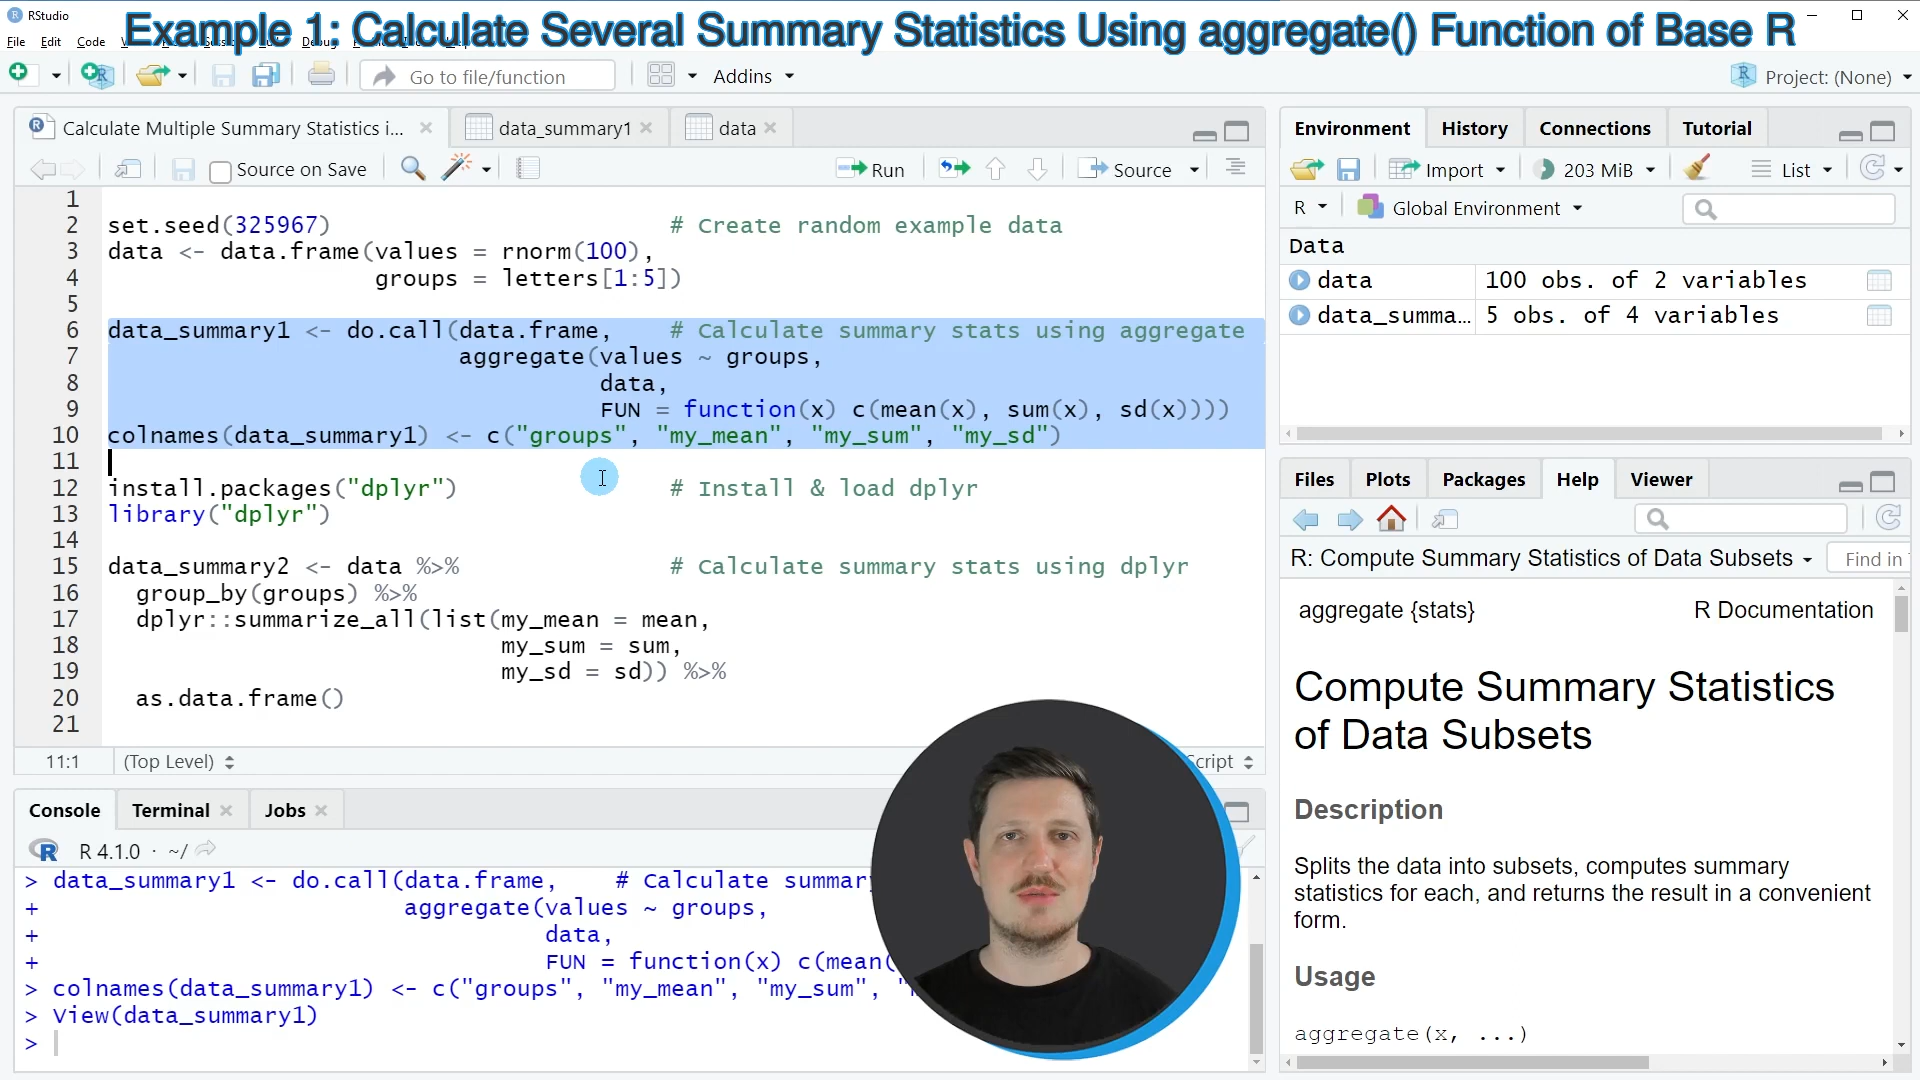 RStudio
Example 1: Calculate Several Summary Statistics Using aggregate() Function of Base R
File Edit Code
Go to file/function
Addins
Project: (None)
Calculate Multiple Summary Statistics i...
data_summary1
data
Source on Save
Run
Source
1
2 set.seed(325967) # Create random example data
3 data <- data.frame(values = rnorm(100),
4 groups = letters[1:5])
5
6 data_summary1 <- do.call(data.frame, # Calculate summary stats using aggregate
7 aggregate(values ~ groups,
8 data,
9 FUN = function(x) c(mean(x), sum(x), sd(x))))
10 colnames(data_summary1) <- c("groups", "my_mean", "my_sum", "my_sd")
11
12 install.packages("dplyr") # Install & load dplyr
13 library("dplyr")
14
15 data_summary2 <- data %>% # Calculate summary stats using dplyr
16 group_by(groups) %>%
17 dplyr::summarize_all(list(my_mean = mean,
18 my_sum = sum,
19 my_sd = sd)) %>%
20 as.data.frame()
21
11:1 (Top Level) Script
Console Terminal Jobs
R 4.1.0 · ~/
> data_summary1 <- do.call(data.frame, # Calculate summary
+ aggregate(values ~ groups,
+ data,
+ FUN = function(x) c(mean(
> colnames(data_summary1) <- c("groups", "my_mean", "my_sum", "
> View(data_summary1)
>
Environment History Connections Tutorial
Import 203 MiB List
R Global Environment
Data
data 100 obs. of 2 variables
data_summa... 5 obs. of 4 variables
Files Plots Packages Help Viewer
R: Compute Summary Statistics of Data Subsets Find in
aggregate {stats} R Documentation
Compute Summary Statistics
of Data Subsets
Description
Splits the data into subsets, computes summary
statistics for each, and returns the result in a convenient
form.
Usage
aggregate(x, ...)